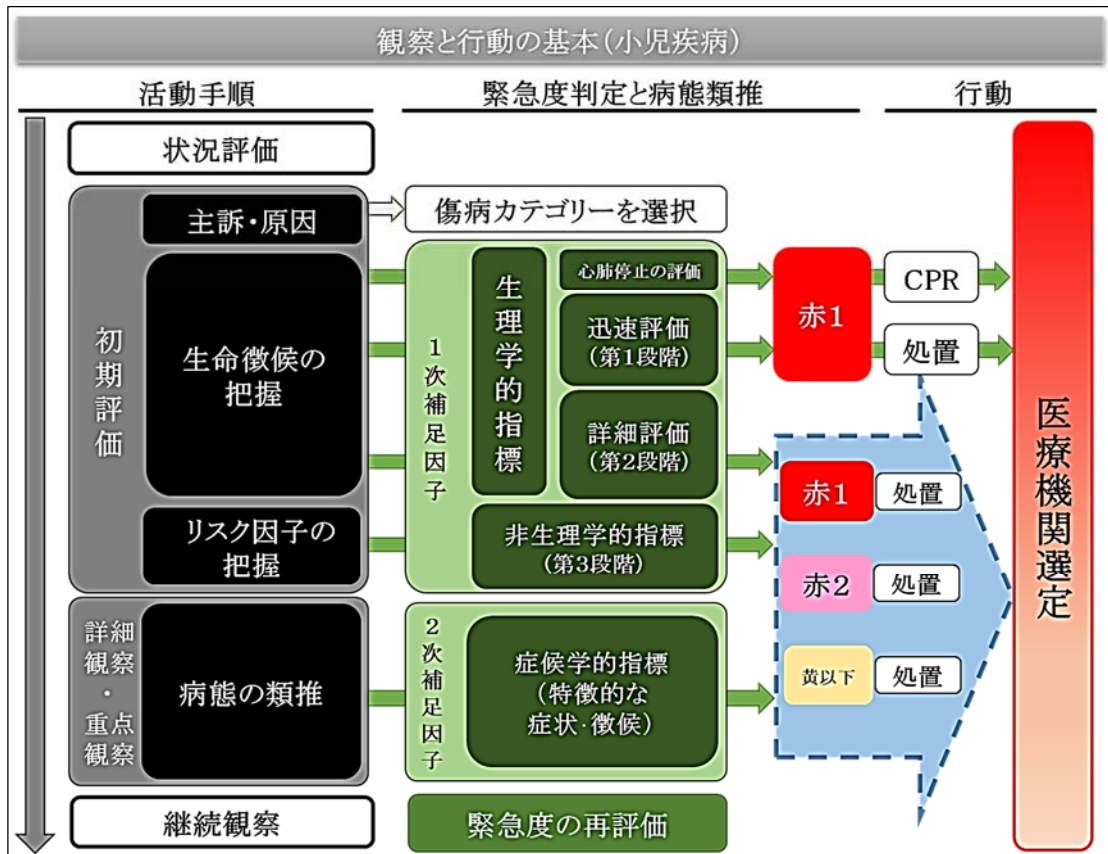 観察と行動の基本(小児疾病)
活動手順
緊急度判定と病態類推
行動
状況評価
初期評価
主訴・原因
生命徴候の
把握
リスク因子の
把握
傷病カテゴリーを選択
1次補足因子
生理学的指標
心肺停止の評価
迅速評価
(第1段階)
詳細評価
(第2段階)
非生理学的指標
(第3段階)
赤1
CPR
処置
赤1
処置
赤2
処置
黄以下
処置
医療機関選定
詳細
観察
・
重点
観察
病態の類推
2次補足因子
症候学的指標
(特徴的な
症状・徴候)
継続観察
緊急度の再評価